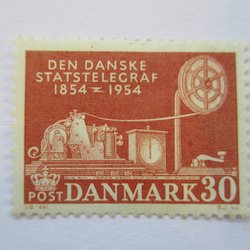 DEN DANSKE
STATSTELEGRAF
1854 1954
POST DANMARK 30